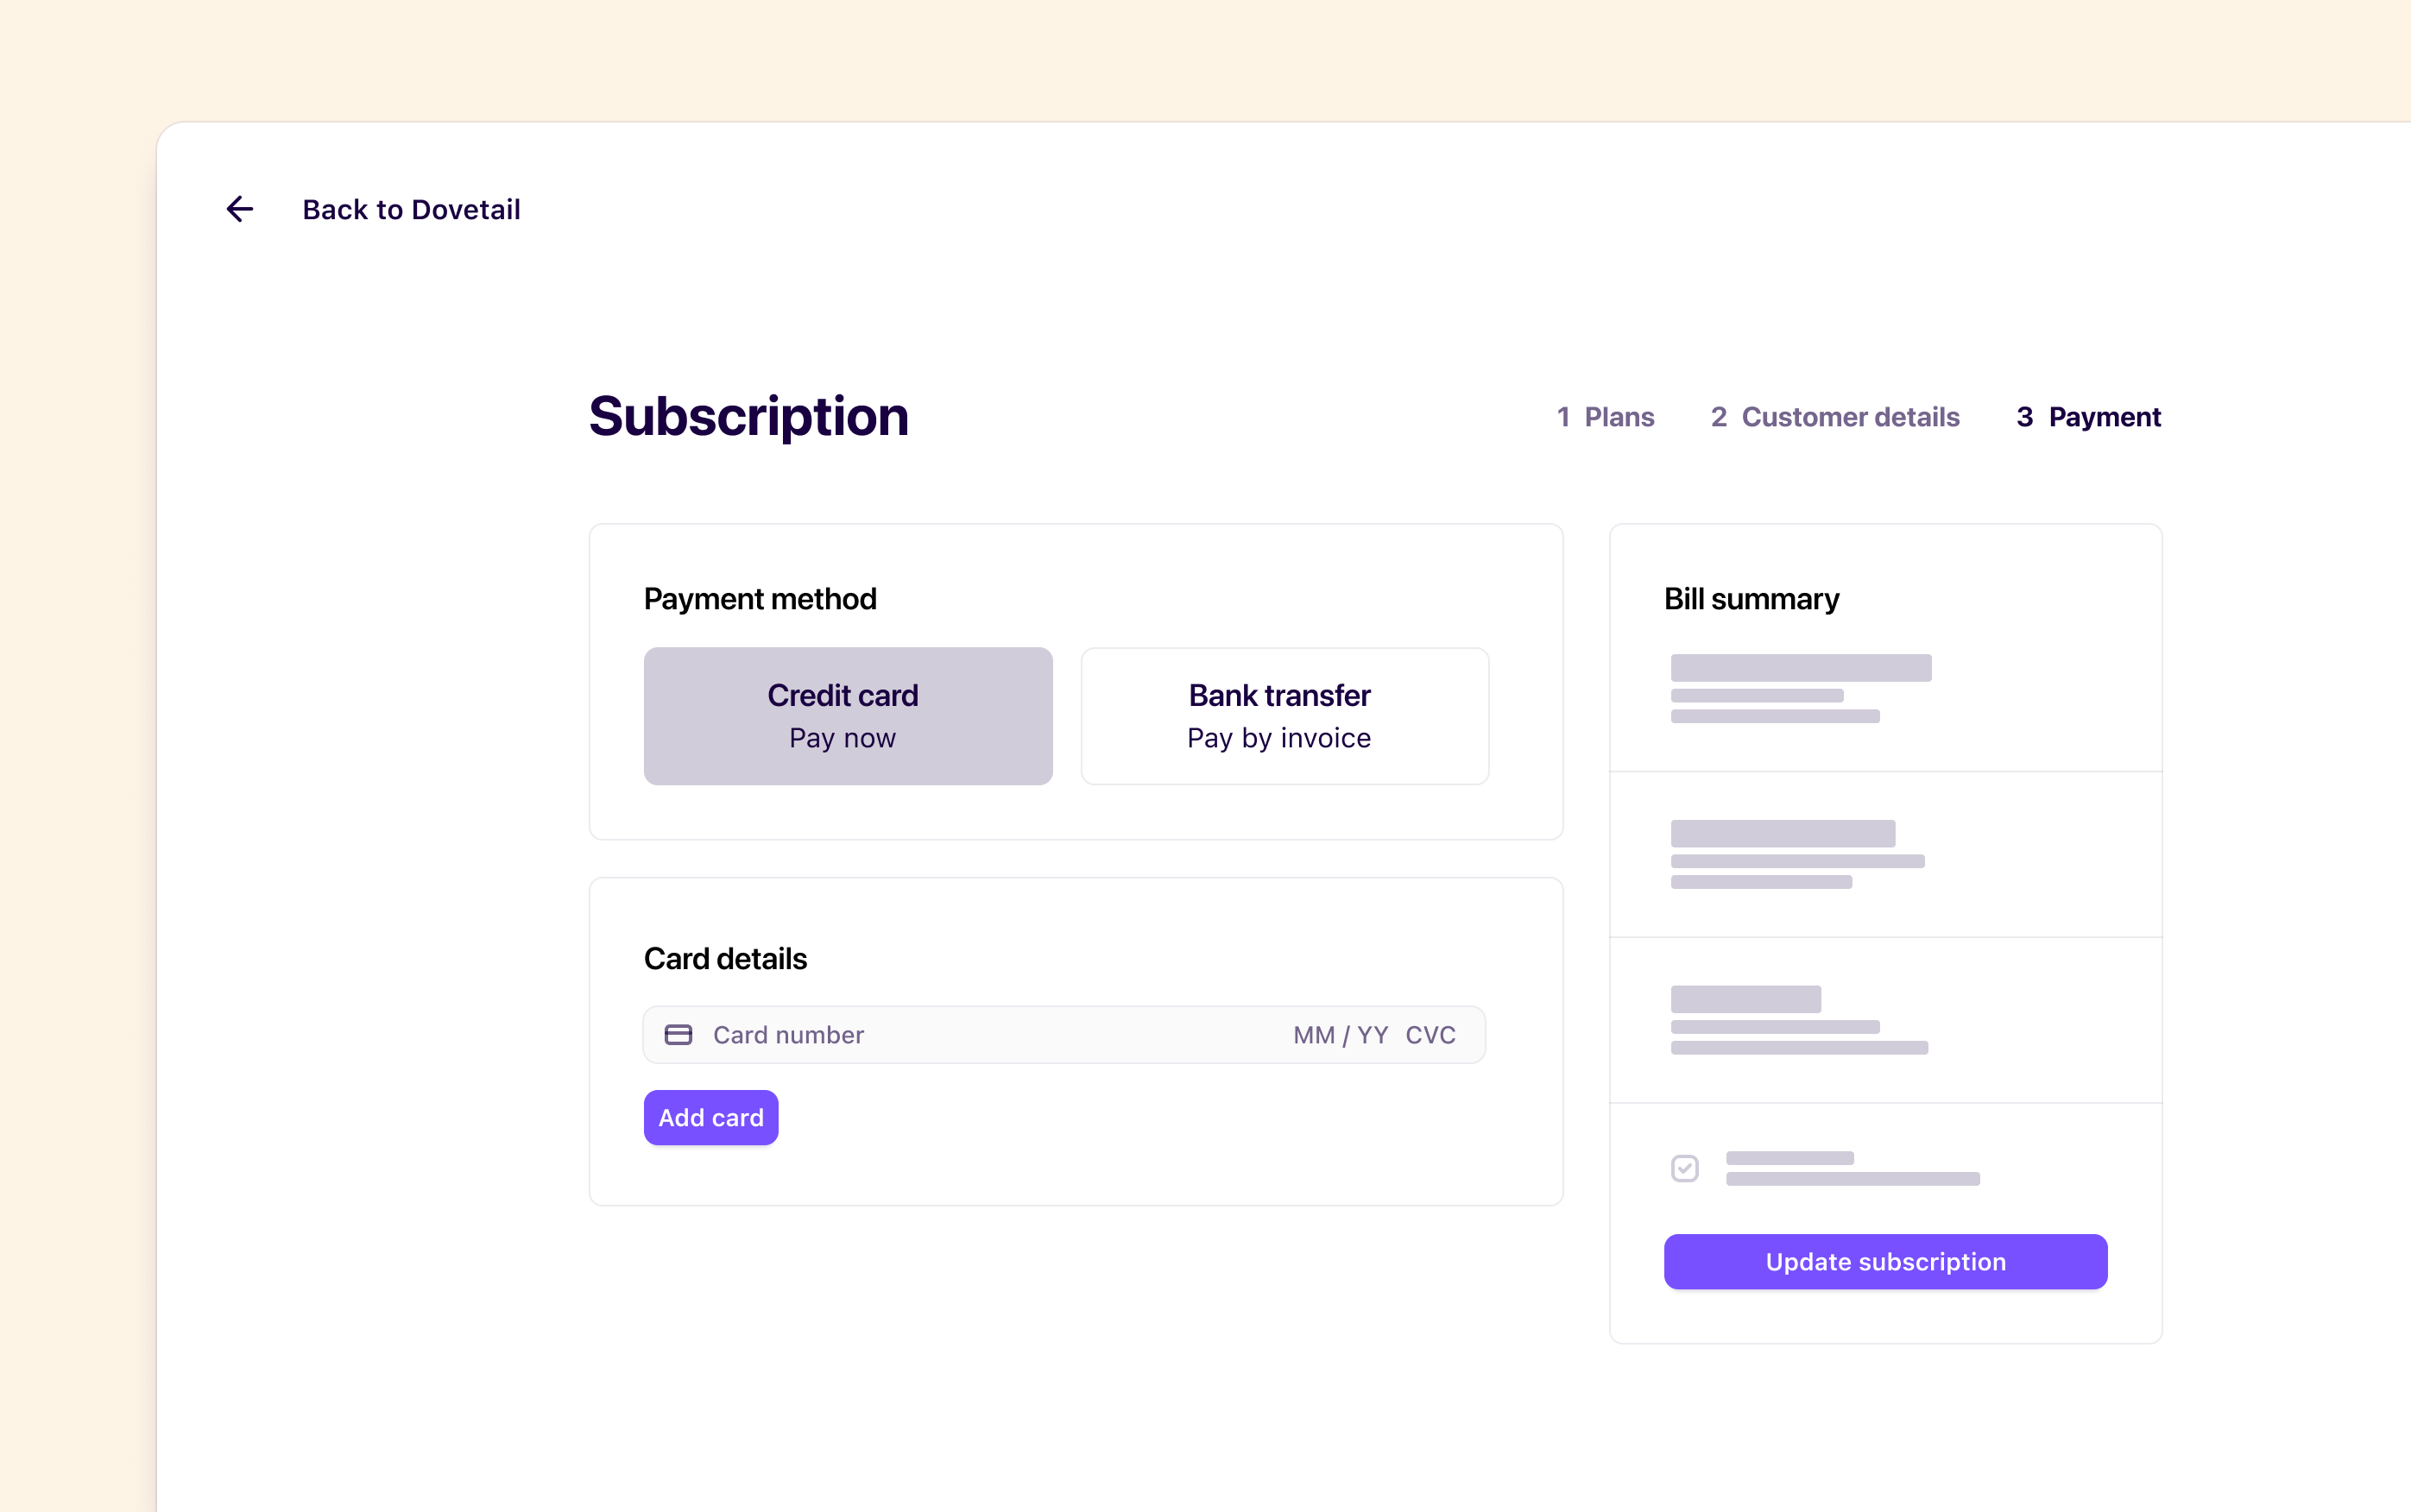 Back to Dovetail
Subscription
1 Plans 2 Customer details 3 Payment
Payment method
Credit card
Pay now
Bank transfer
Pay by invoice
Card details
Card number MM / YY CVC
Add card
Bill summary
Update subscription